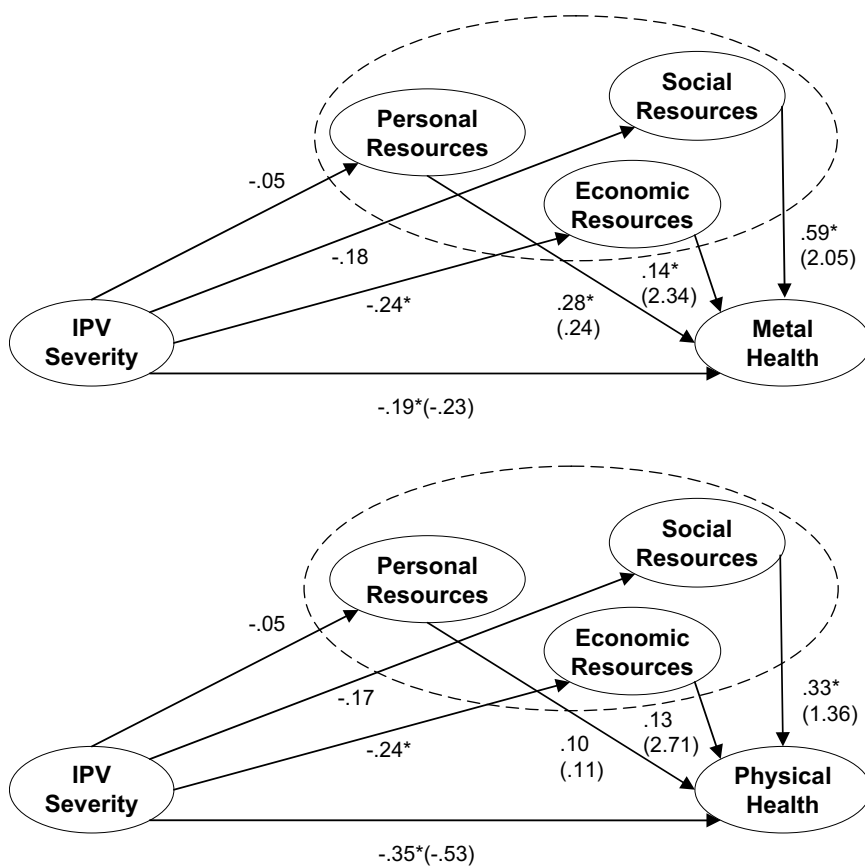 Social
Resources
Personal
Resources
-.05
Economic
Resources
-.18
.59*
(2.05)
.14*
(2.34)
-.24*
.28*
(.24)
IPV
Severity
Metal
Health
-.19*(-.23)
Social
Resources
Personal
Resources
-.05
Economic
Resources
-.17
.33*
(1.36)
.13
(2.71)
-.24*
.10
(.11)
IPV
Severity
Physical
Health
-.35*(-.53)